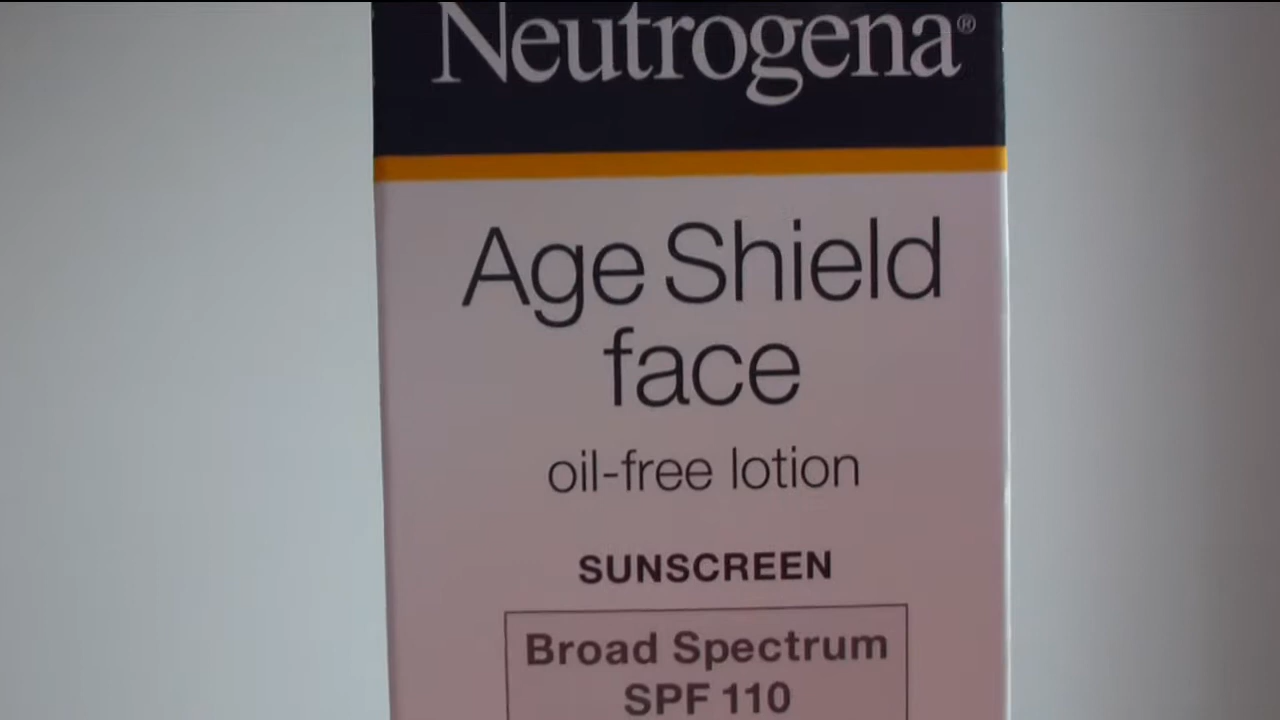 Neutrogena®
Age Shield
face
oil-free lotion
SUNSCREEN
Broad Spectrum
SPF 110